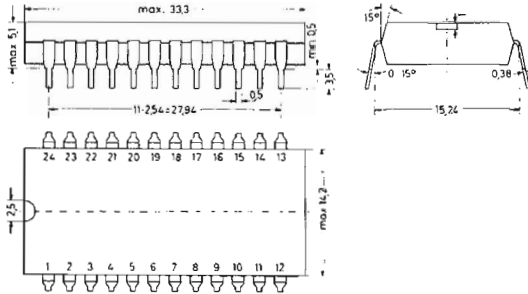 max. 33,3
max 5,1
min 0,5
3,5
0,5
11·2,54=27,94
15°
1
0 15°
0,38
15,24
24 23 22 21 20 19 18 17 16 15 14 13
2,5
max 14,2
1 2 3 4 5 6 7 8 9 10 11 12